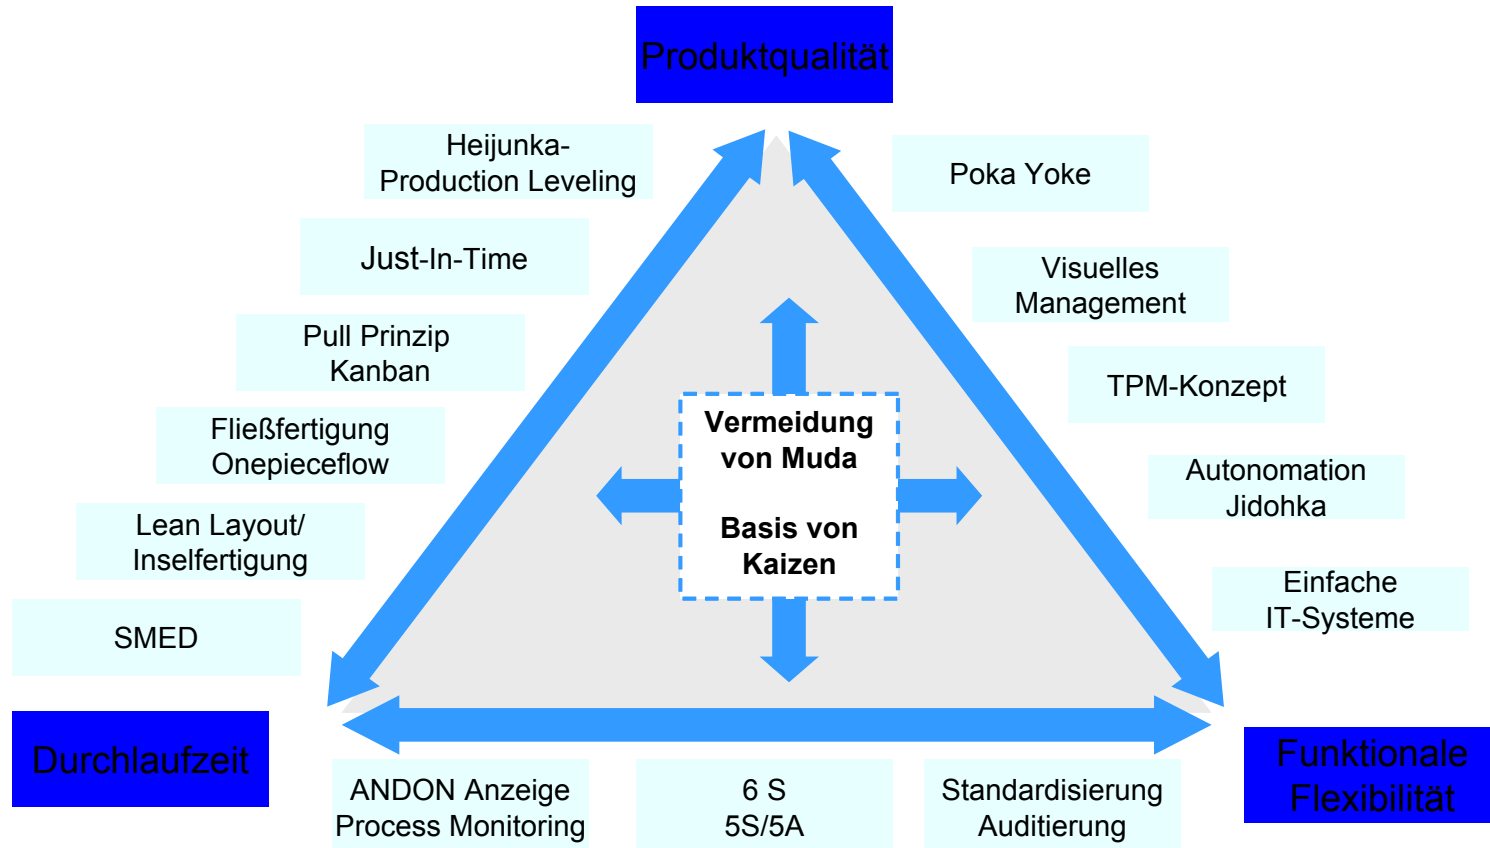 Produktqualität
Heijunka-
Production Leveling
Poka Yoke
Just-In-Time
Visuelles
Management
Pull Prinzip
Kanban
TPM-Konzept
Fließfertigung
Onepieceflow
Vermeidung
von Muda
Basis von
Kaizen
Autonomation
Jidohka
Lean Layout/
Inselfertigung
Einfache
IT-Systeme
SMED
Durchlaufzeit
Funktionale
Flexibilität
ANDON Anzeige
Process Monitoring
6 S
5S/5A
Standardisierung
Auditierung